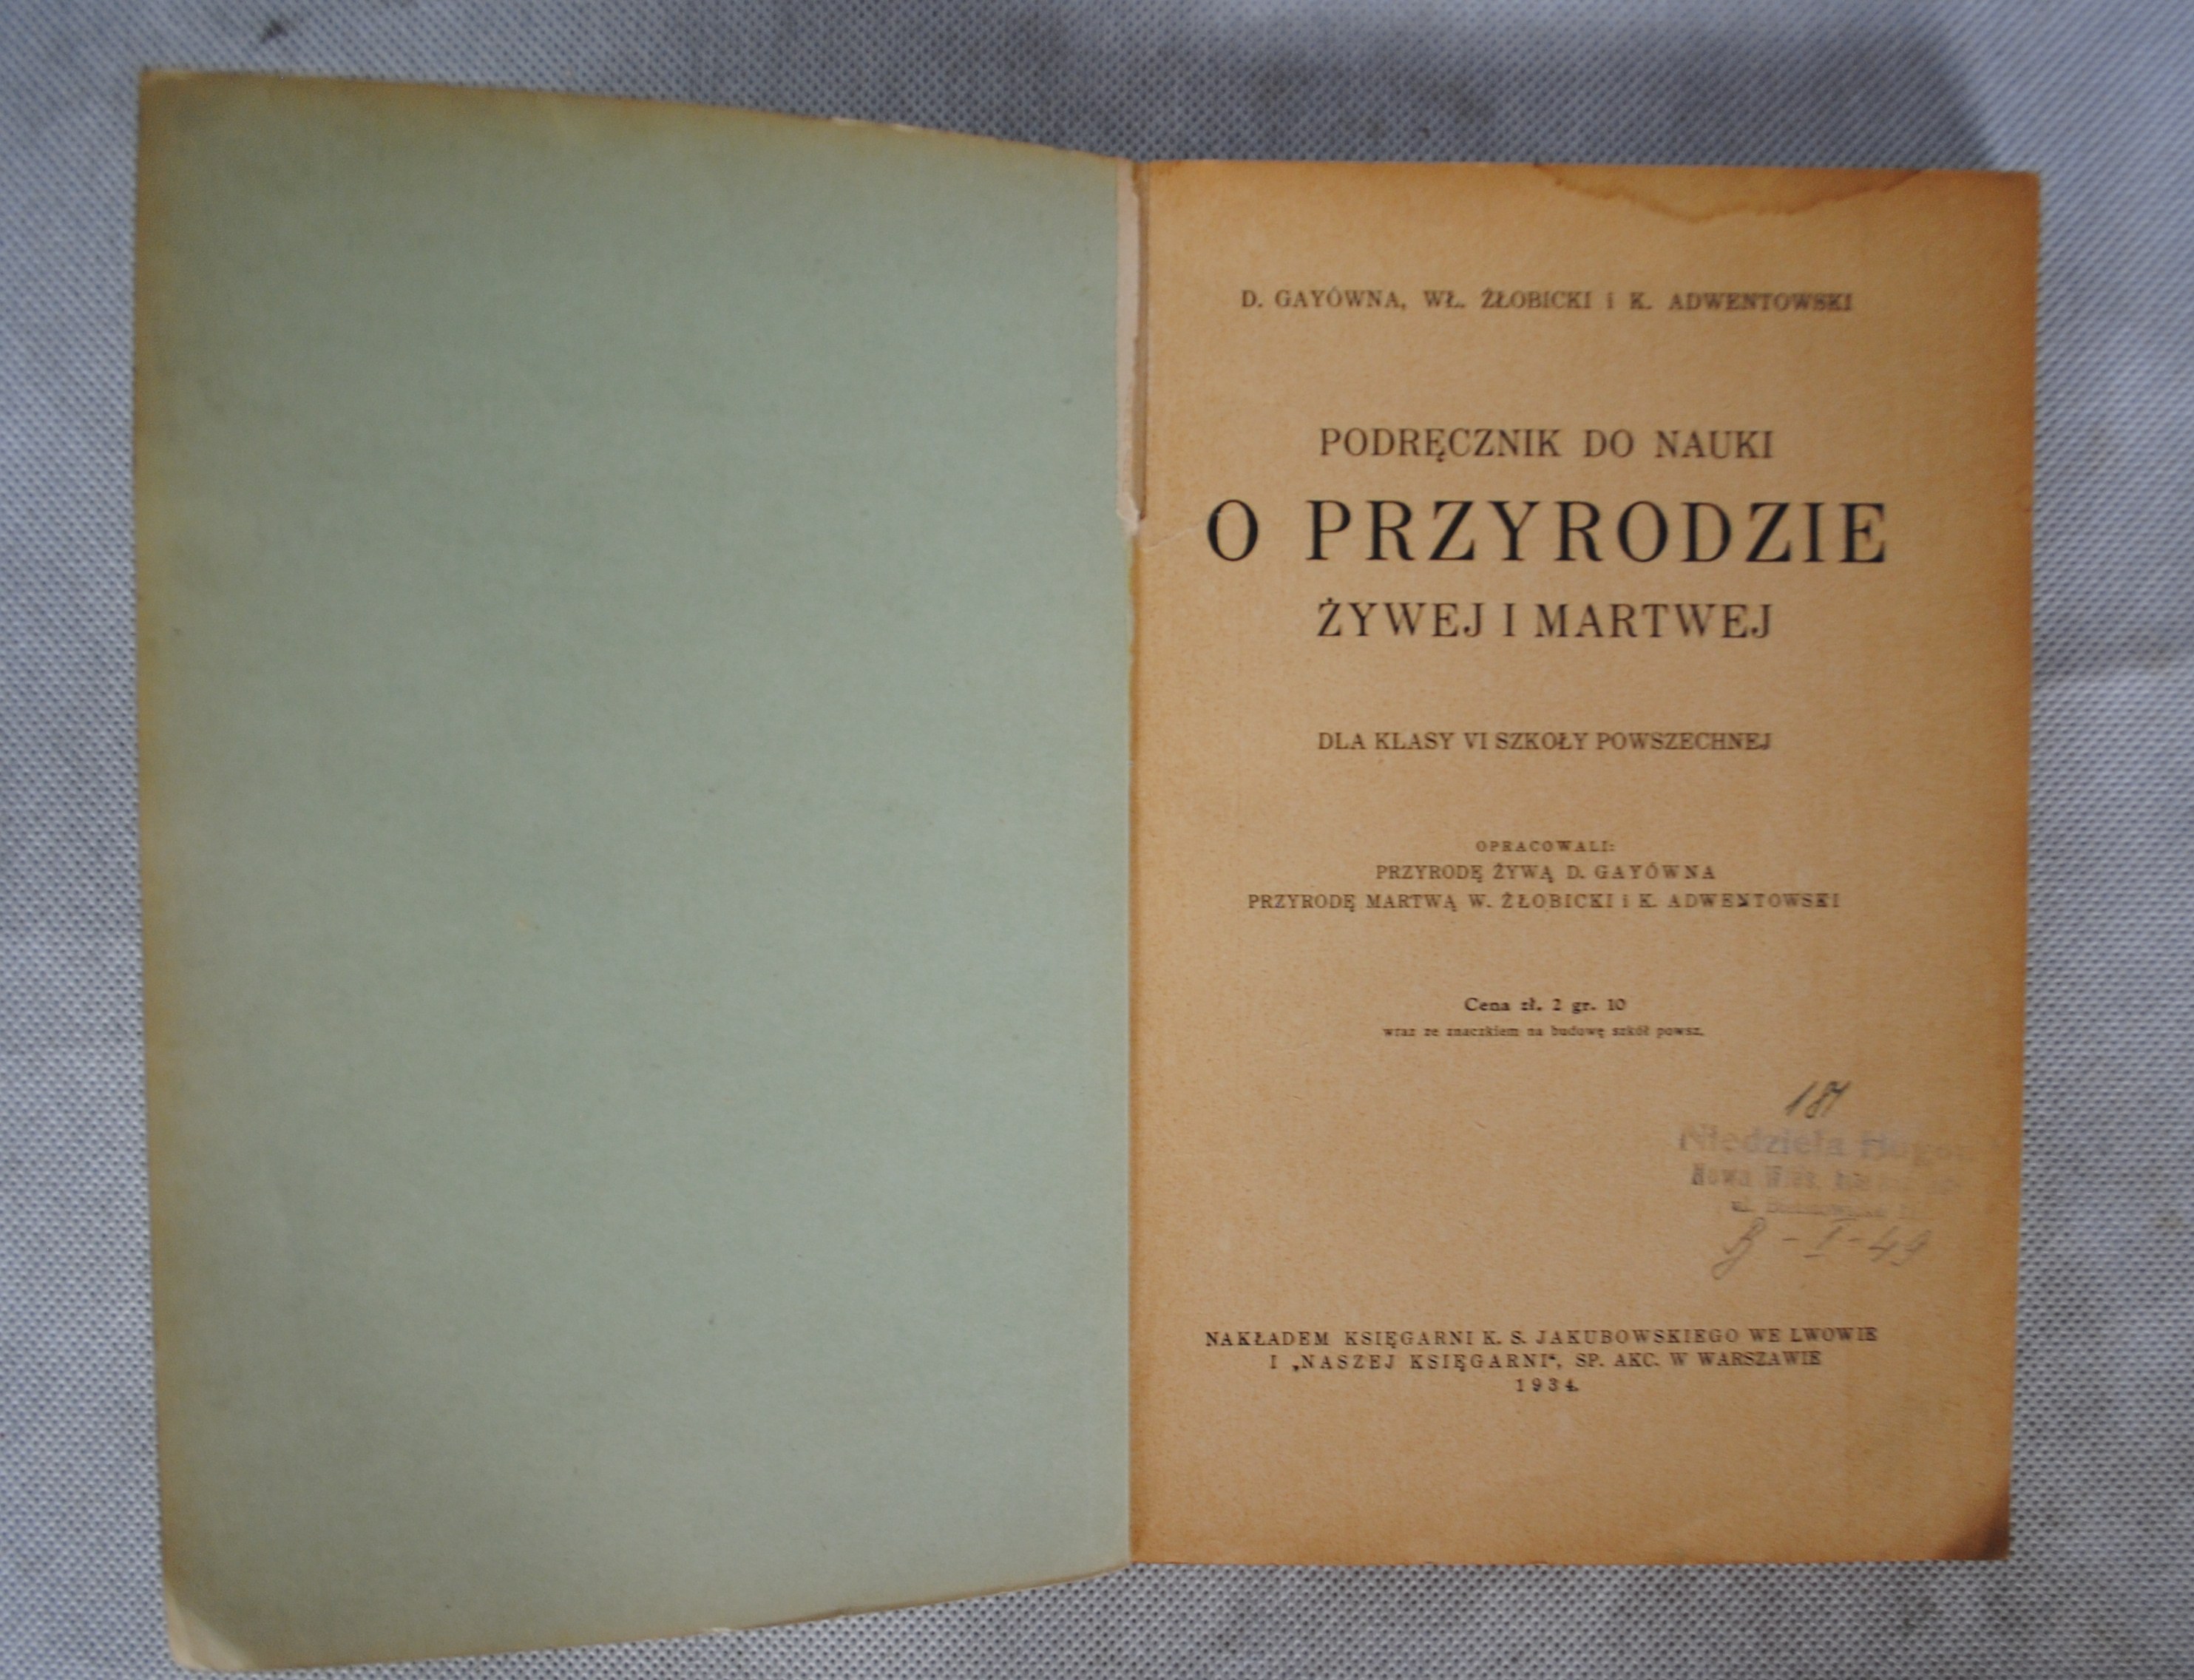 D. GAYÓWNA, WŁ. ŻŁOBICKI i K. ADWENTOWSKI
PODRĘCZNIK DO NAUKI
O PRZYRODZIE
ŻYWEJ I MARTWEJ
DLA KLASY VI SZKOŁY POWSZECHNEJ
OPRACOWALI:
PRZYRODĘ ŻYWĄ D. GAYÓWNA
PRZYRODĘ MARTWĄ W. ŻŁOBICKI i K. ADWENTOWSKI
Cena zł. 2 gr. 10
wraz ze znaczkiem na budowę szkół powsz.
Niedziela
Nowa Wieś
NAKŁADEM KSIĘGARNI K. S. JAKUBOWSKIEGO WE LWOWIE
I „NASZEJ KSIĘGARNI“, SP. AKC. W WARSZAWIE
1934.